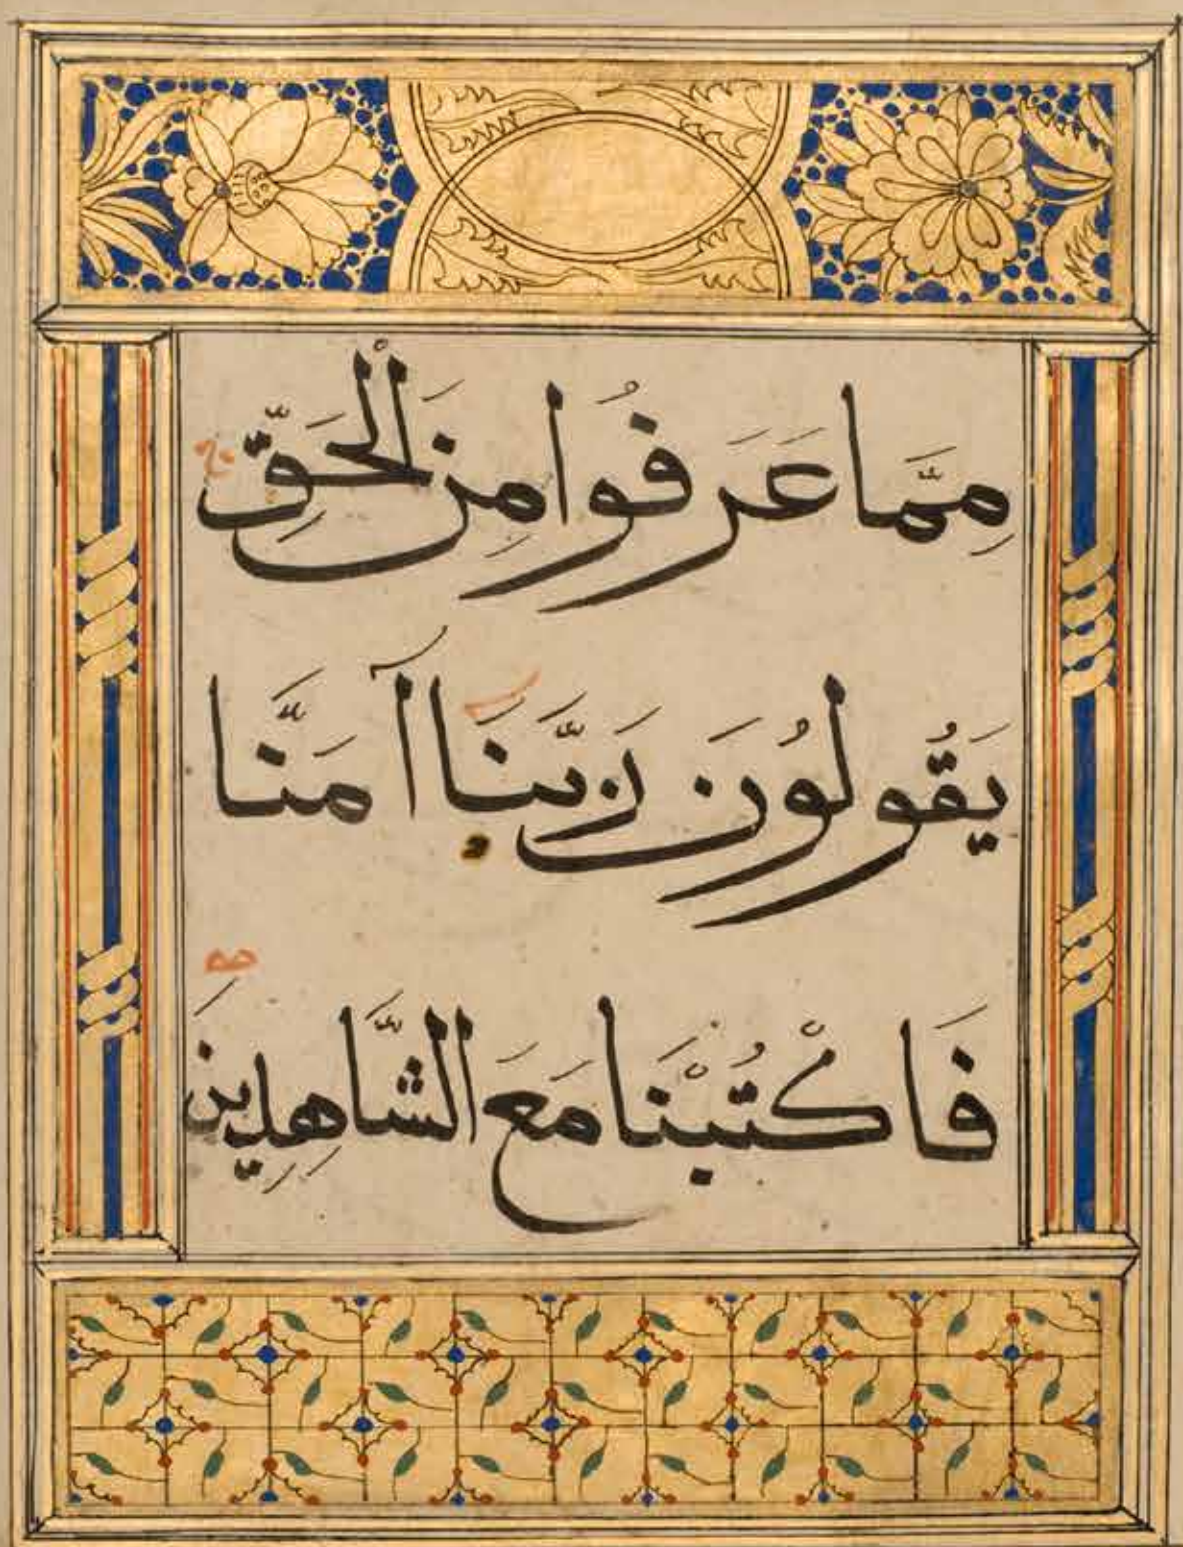 مِمَّا عَرَفُوا مِنَ الْحَقِّ
يَقُولُونَ رَبَّنَا آمَنَّا
فَاكْتُبْنَا مَعَ الشَّاهِدِينَ